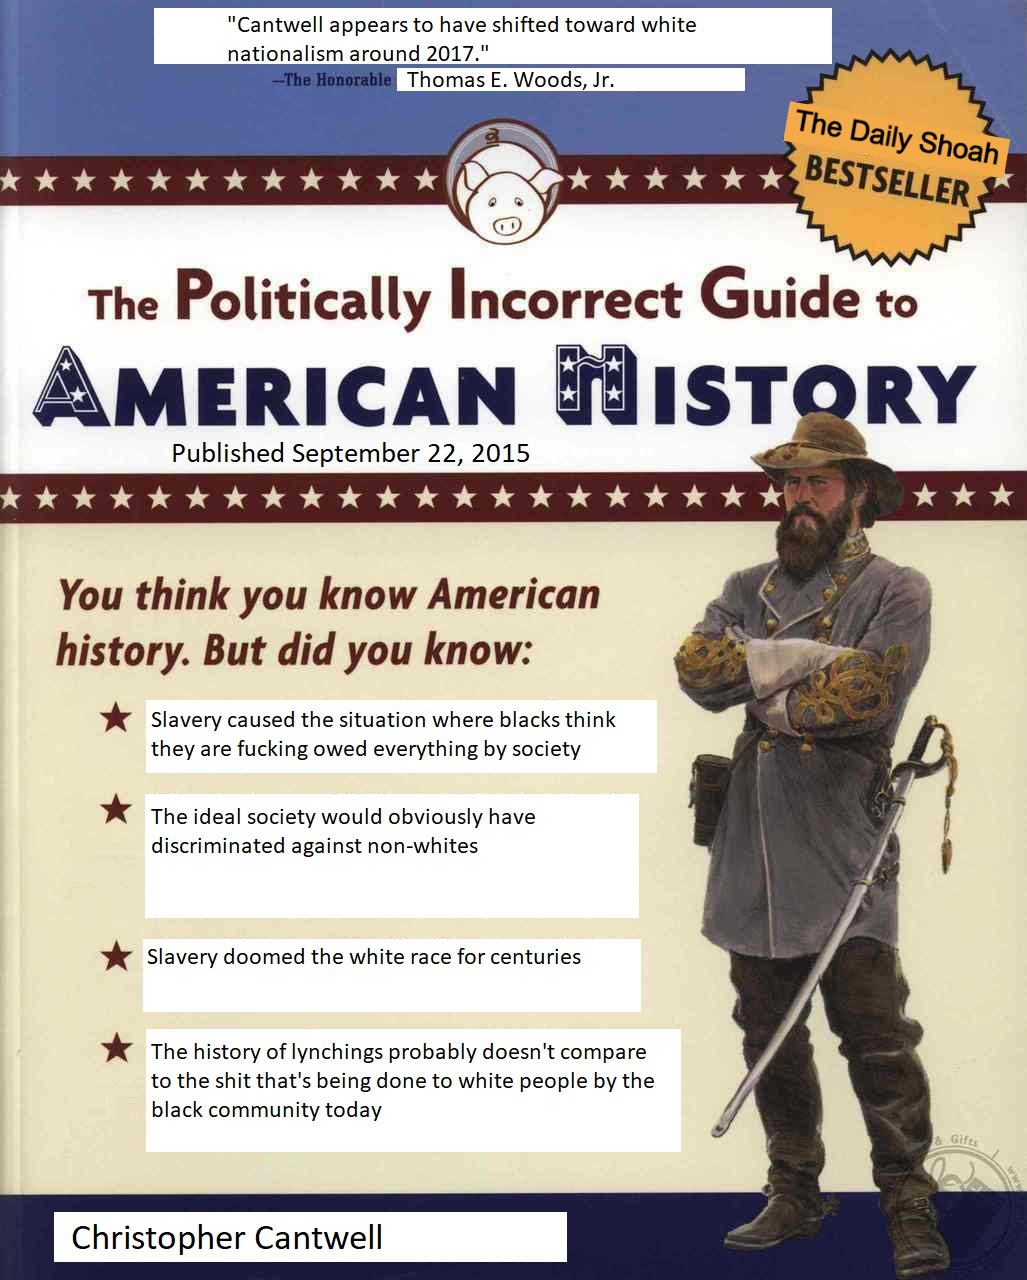 "Cantwell appears to have shifted toward white
nationalism around 2017."
—The Honorable Thomas E. Woods, Jr.
The Daily Shoah
BESTSELLER
The Politically Incorrect Guide to
AMERICAN HISTORY
Published September 22, 2015
You think you know American
history. But did you know:
Slavery caused the situation where blacks think
they are fucking owed everything by society
The ideal society would obviously have
discriminated against non-whites
Slavery doomed the white race for centuries
The history of lynchings probably doesn't compare
to the shit that's being done to white people by the
black community today
& Gifts
Christopher Cantwell